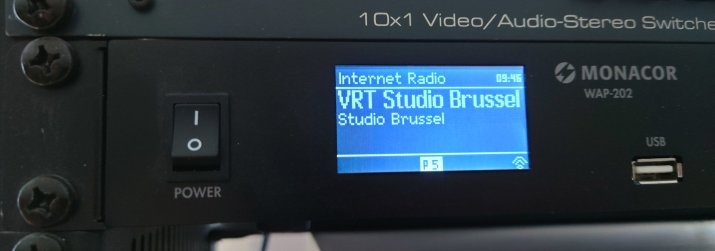 10x1 Video/Audio-Stereo Switcher
Internet Radio 09:46
VRT Studio Brussel
Studio Brussel
P 5
MONACOR
WAP-202
USB
I
O
POWER